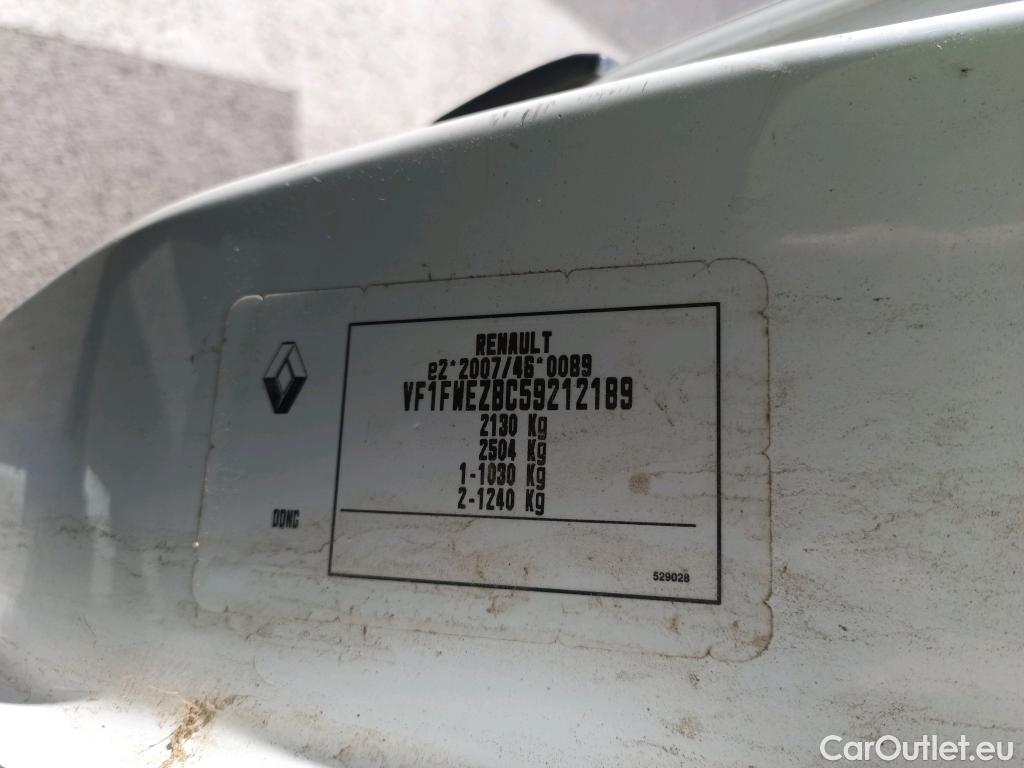 RENAULT
e2*2007/46*0089
VF1FWEZBC59212189
2130 Kg
2504 Kg
1-1030 Kg
2-1240 Kg
DDNG
529028
CarOutlet.eu